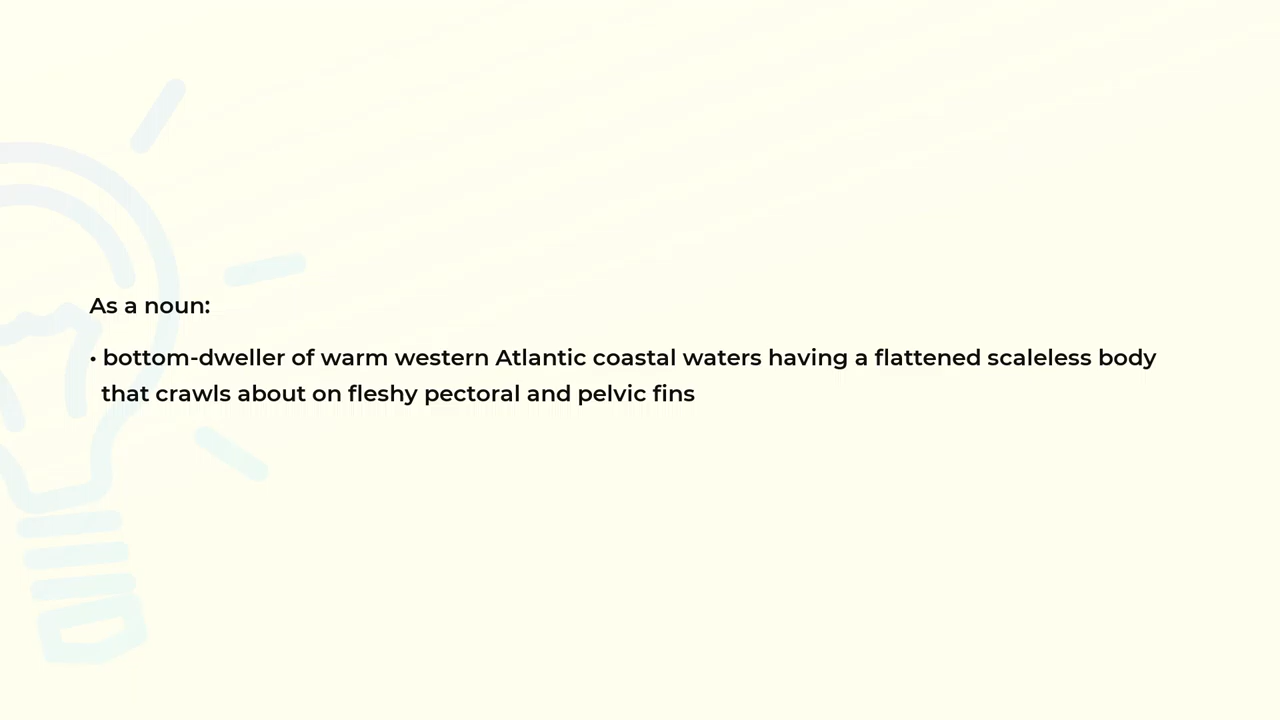 As a noun:
• bottom-dweller of warm western Atlantic coastal waters having a flattened scaleless body
that crawls about on fleshy pectoral and pelvic fins